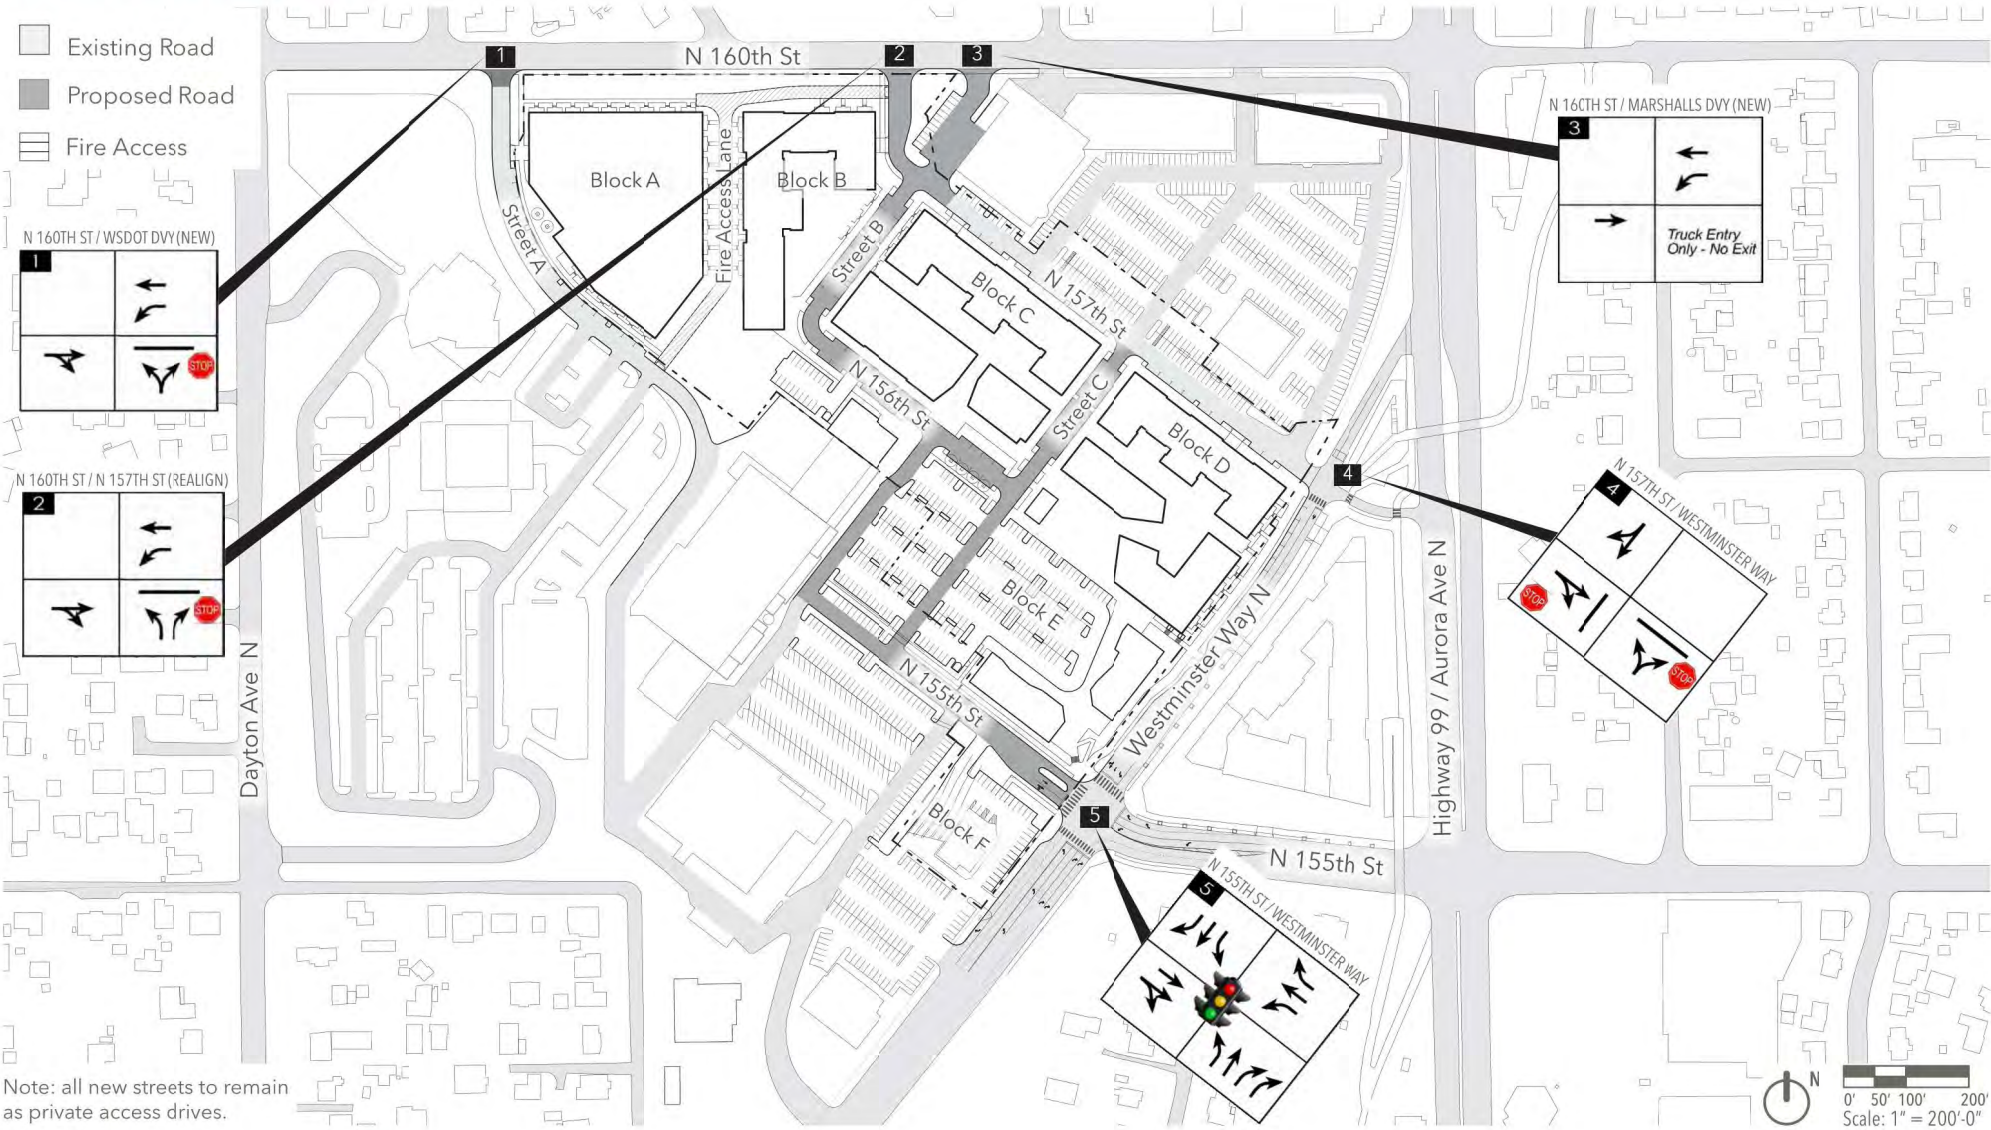 Existing Road
Proposed Road
Fire Access
1
N 160th St
2
3
N 160TH ST / WSDOT DVY (NEW)
1
STOP
N 160TH ST / N 157TH ST (REALIGN)
2
STOP
N 16CTH ST / MARSHALLS DVY (NEW)
3
Truck Entry
Only - No Exit
Block A
Block B
Fire Access Lane
Street A
Street B
Block C
N 157th St
N 156th St
Street C
Block D
4
N 157TH ST / WESTMINSTER WAY
4
STOP
STOP
Block E
Westminster Way N
Dayton Ave N
Highway 99 / Aurora Ave N
N 155th St
Block F
5
N 155th St
N 155TH ST / WESTMINSTER WAY
5
Note: all new streets to remain
as private access drives.
N
0' 50' 100' 200'
Scale: 1" = 200'-0"